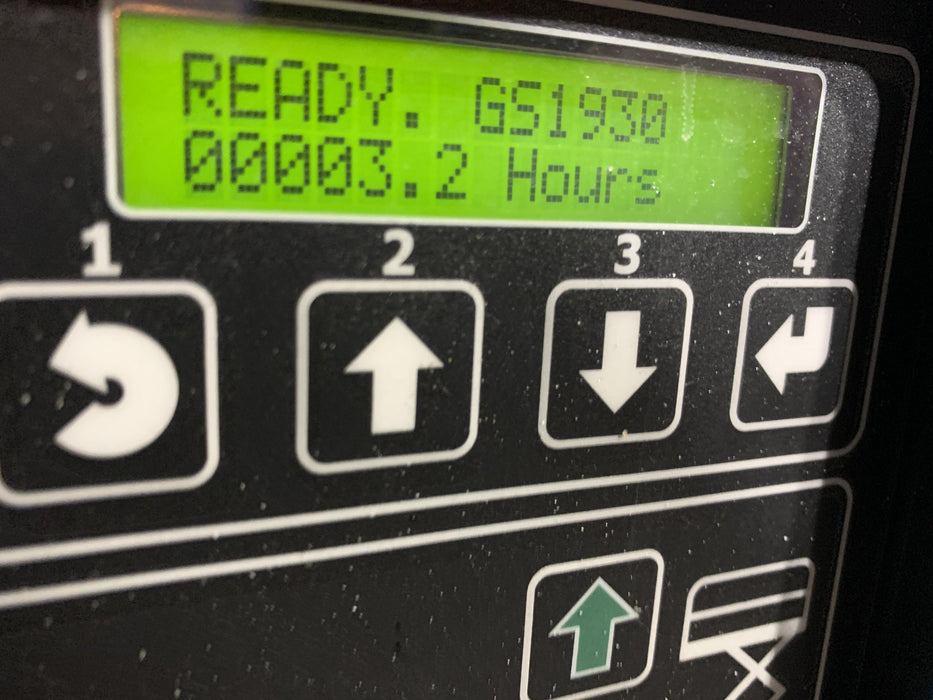 READY. GS1930
00003.2 Hours
1 2 3 4